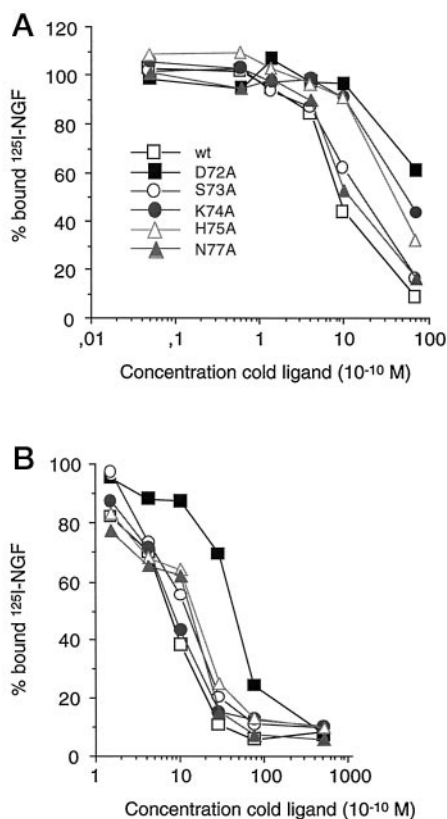 A
% bound 125I-NGF
120
100
80
60
40
20
0
wt
D72A
S73A
K74A
H75A
N77A
,01 ,1 1 10 100
Concentration cold ligand (10-10 M)
B
% bound 125I-NGF
100
80
60
40
20
0
1 10 100 1000
Concentration cold ligand (10-10 M)